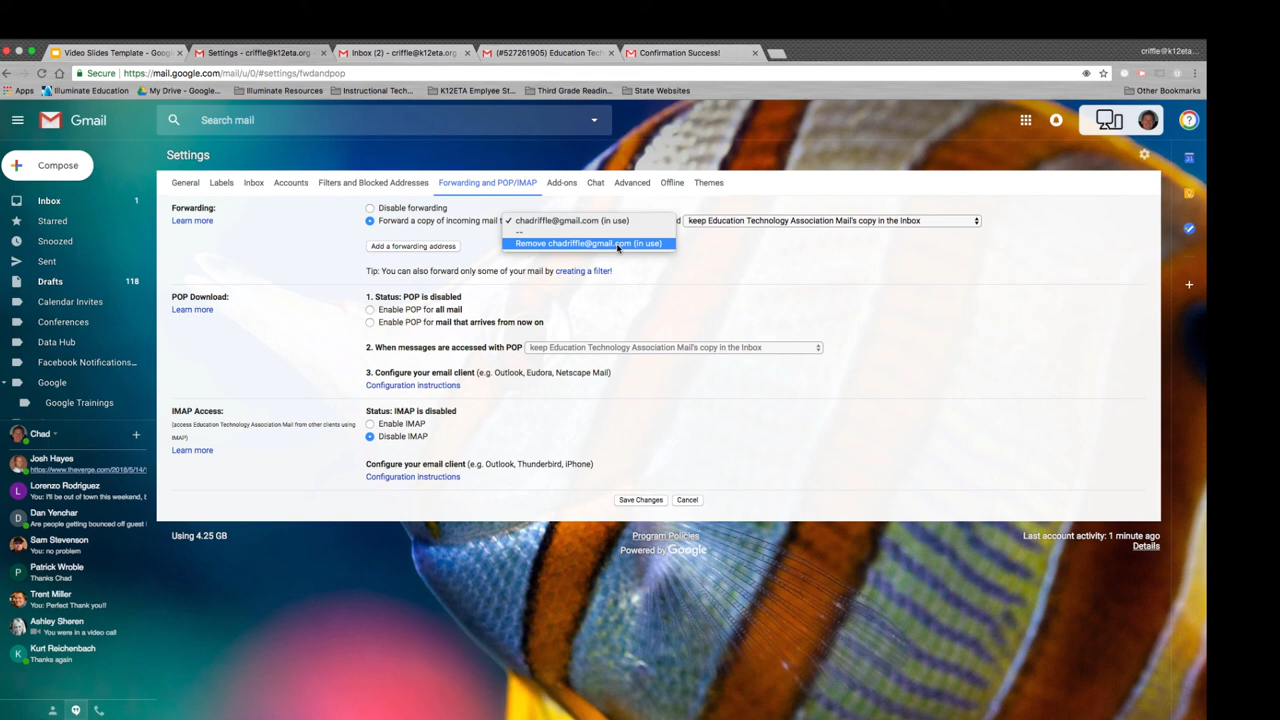 Video Slides Template - Googl
Settings - criffle@k12eta.org
Inbox (2) - criffle@k12eta.org
(#527261905) Education Tech
Confirmation Success!
criffle@k12eta....
Secure
https://mail.google.com/mail/u/0/#settings/fwdandpop
Apps
Illuminate Education
My Drive - Google...
Illuminate Resources
Instructional Tech...
K12ETA Emplyee St...
Third Grade Readin...
State Websites
Other Bookmarks
Gmail
Search mail
Compose
Settings
General
Labels
Inbox
Accounts
Filters and Blocked Addresses
Forwarding and POP/IMAP
Add-ons
Chat
Advanced
Offline
Themes
Inbox 1
Starred
Snoozed
Sent
Drafts 118
Calendar Invites
Conferences
Data Hub
Facebook Notifications...
Google
Google Trainings
Chad
Josh Hayes
https://www.theverge.com/2018/5/14/
Lorenzo Rodriguez
You: I'll be out of town this weekend, b
Dan Yenchar
Are people getting bounced off guest
Sam Stevenson
You: no problem
Patrick Wroble
Thanks Chad
Trent Miller
You: Perfect Thank you!!
Ashley Shøren
You were in a video call
Kurt Reichenbach
Thanks again
Forwarding:
Learn more
Disable forwarding
Forward a copy of incoming mail t
chadriffle@gmail.com (in use)
--
Remove chadriffle@gmail.com (in use)
d
keep Education Technology Association Mail's copy in the Inbox
Add a forwarding address
Tip: You can also forward only some of your mail by creating a filter!
POP Download:
Learn more
1. Status: POP is disabled
Enable POP for all mail
Enable POP for mail that arrives from now on
2. When messages are accessed with POP keep Education Technology Association Mail's copy in the Inbox
3. Configure your email client (e.g. Outlook, Eudora, Netscape Mail)
Configuration instructions
IMAP Access:
(access Education Technology Association Mail from other clients using
IMAP)
Learn more
Status: IMAP is disabled
Enable IMAP
Disable IMAP
Configure your email client (e.g. Outlook, Thunderbird, iPhone)
Configuration instructions
Save Changes
Cancel
Using 4.25 GB
Program Policies
Powered by Google
Last account activity: 1 minute ago
Details